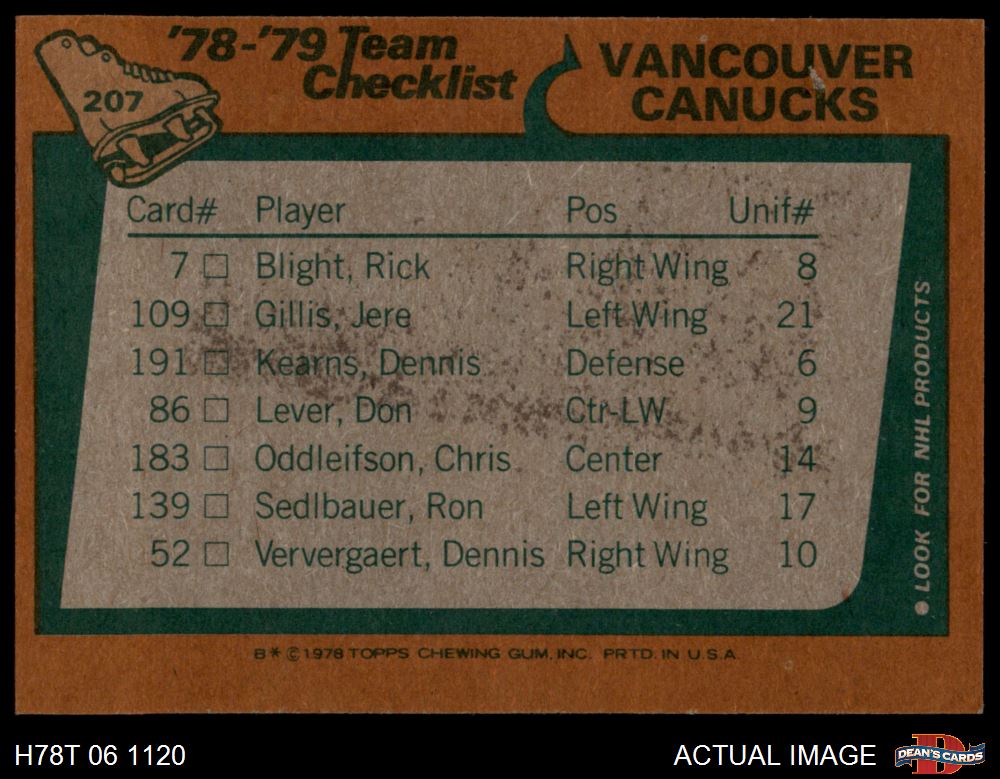 '78-'79 Team
Checklist
207
VANCOUVER
CANUCKS
Card# Player Pos Unif#
7 □ Blight, Rick Right Wing 8
109 □ Gillis, Jere Left Wing 21
191 □ Kearns, Dennis Defense 6
86 □ Lever, Don Ctr-LW 9
183 □ Oddleifson, Chris Center 14
139 □ Sedlbauer, Ron Left Wing 17
52 □ Ververgaert, Dennis Right Wing 10
● LOOK FOR NHL PRODUCTS
B* © 1978 TOPPS CHEWING GUM, INC. PRTD. IN U.S.A.
H78T 06 1120
ACTUAL IMAGE
DEAN'S CARDS